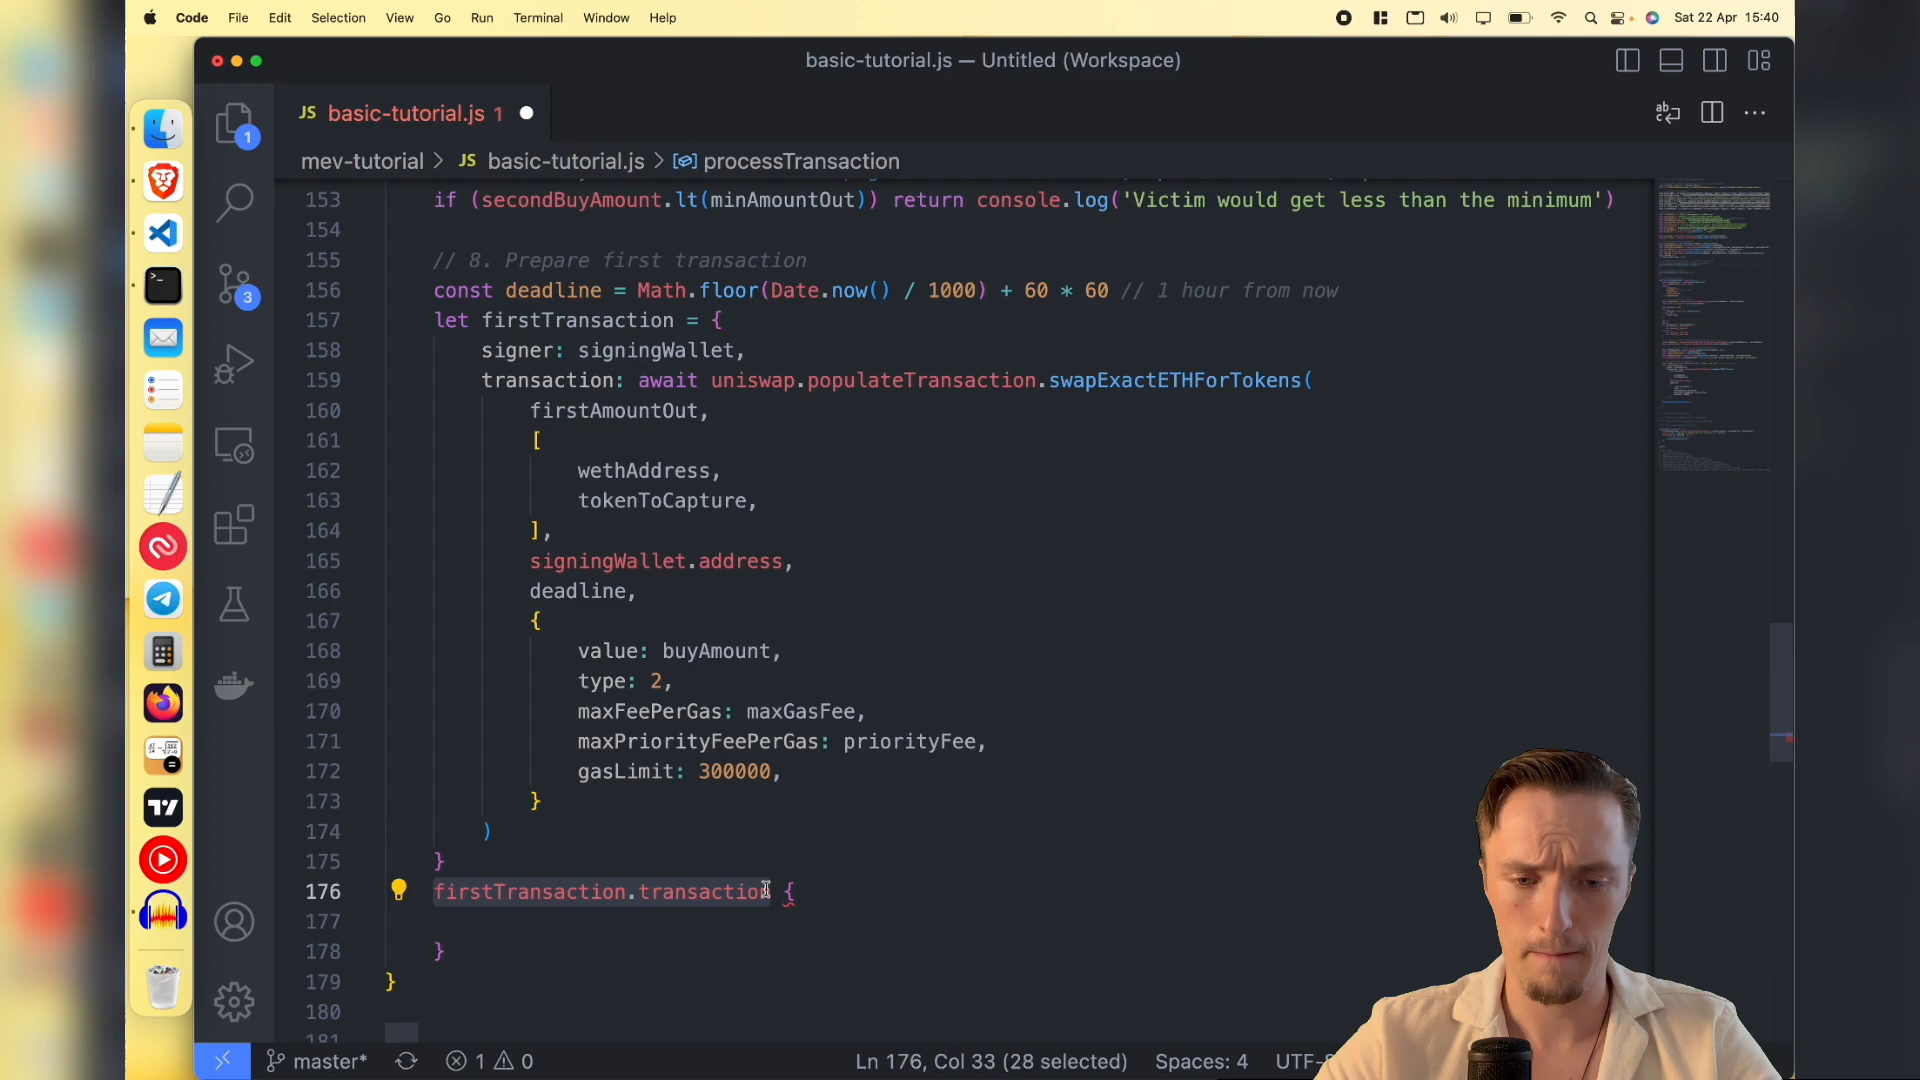 Code File Edit Selection View Go Run Terminal Window Help Sat 22 Apr 15:40
basic-tutorial.js — Untitled (Workspace)
JS basic-tutorial.js 1
mev-tutorial > JS basic-tutorial.js > processTransaction
153 if (secondBuyAmount.lt(minAmountOut)) return console.log('Victim would get less than the minimum')
154
155 // 8. Prepare first transaction
156 const deadline = Math.floor(Date.now() / 1000) + 60 * 60 // 1 hour from now
157 let firstTransaction = {
158 signer: signingWallet,
159 transaction: await uniswap.populateTransaction.swapExactETHForTokens(
160 firstAmountOut,
161 [
162 wethAddress,
163 tokenToCapture,
164 ],
165 signingWallet.address,
166 deadline,
167 {
168 value: buyAmount,
169 type: 2,
170 maxFeePerGas: maxGasFee,
171 maxPriorityFeePerGas: priorityFee,
172 gasLimit: 300000,
173 }
174 )
175 }
176 firstTransaction.transaction {
177
178 }
179 }
180
181
1
3
master* 1 0 Ln 176, Col 33 (28 selected) Spaces: 4